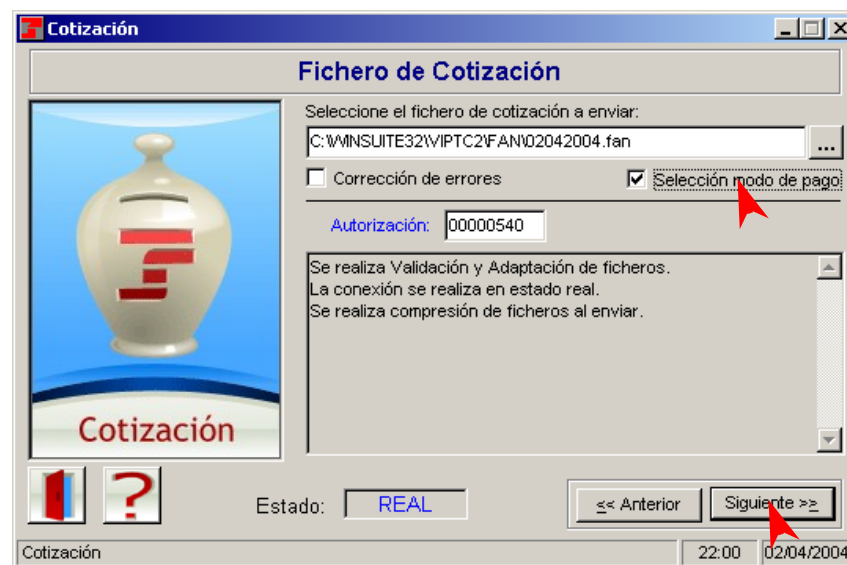 Cotización
Fichero de Cotización
Seleccione el fichero de cotización a enviar:
C:\WINSUITE32\VIPTC2\FAN\02042004.fan
...
Corrección de errores
Selección modo de pago
Autorización: 00000540
Se realiza Validación y Adaptación de ficheros.
La conexión se realiza en estado real.
Se realiza compresión de ficheros al enviar.
Cotización
Estado: REAL
<< Anterior
Siguiente >>
Cotización
22:00
02/04/2004